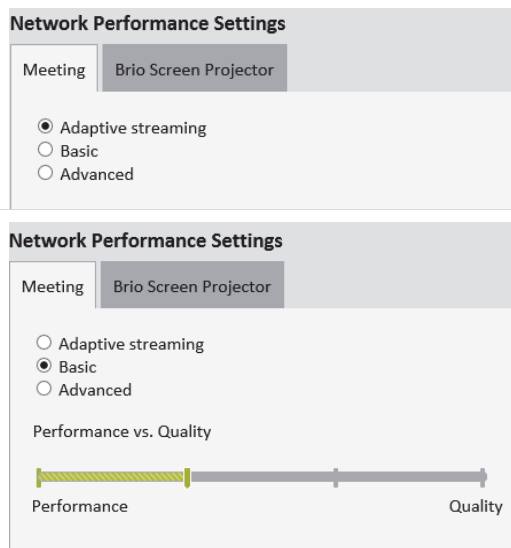 Network Performance Settings
Meeting Brio Screen Projector
Adaptive streaming
Basic
Advanced
Network Performance Settings
Meeting Brio Screen Projector
Adaptive streaming
Basic
Advanced
Performance vs. Quality
Performance Quality